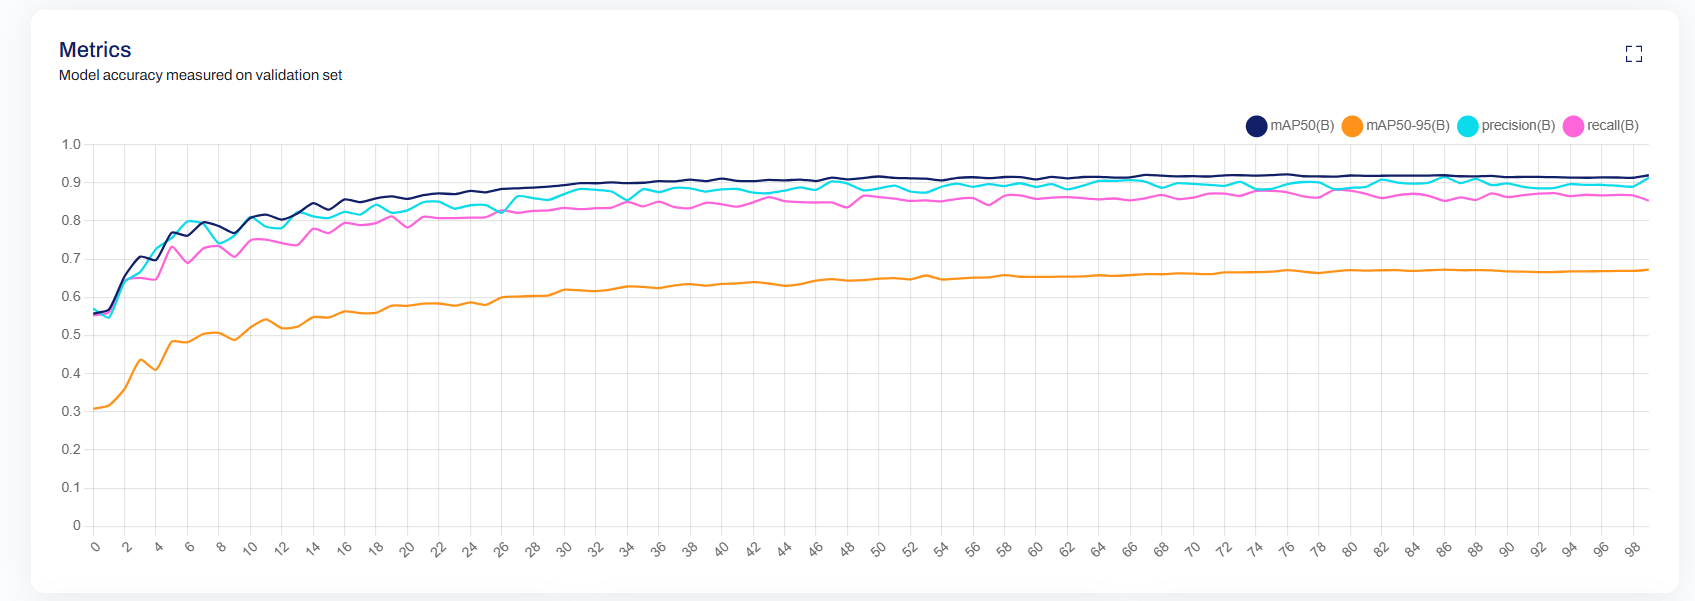 Metrics
Model accuracy measured on validation set
mAP50(B) mAP50-95(B) precision(B) recall(B)
1.0
0.9
0.8
0.7
0.6
0.5
0.4
0.3
0.2
0.1
0
0 2 4 6 8 10 12 14 16 18 20 22 24 26 28 30 32 34 36 38 40 42 44 46 48 50 52 54 56 58 60 62 64 66 68 70 72 74 76 78 80 82 84 86 88 90 92 94 96 98